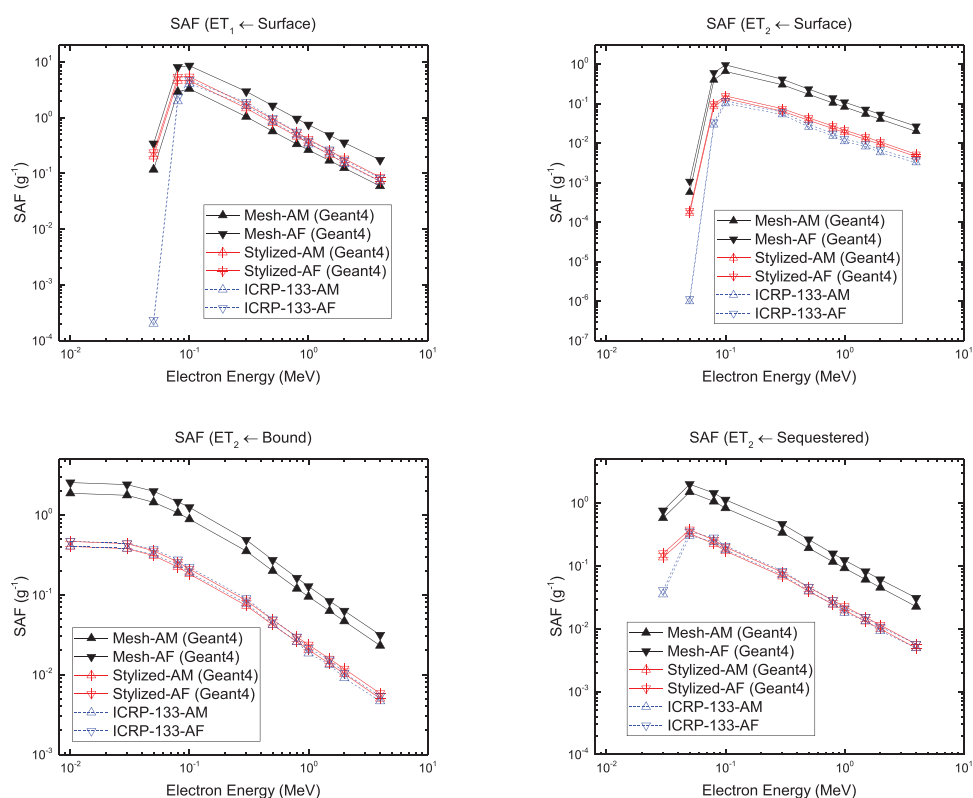 SAF (ET1 ← Surface)
10^1
10^0
10^-1
10^-2
10^-3
10^-4
SAF (g^-1)
Mesh-AM (Geant4)
Mesh-AF (Geant4)
Stylized-AM (Geant4)
Stylized-AF (Geant4)
ICRP-133-AM
ICRP-133-AF
10^-2 10^-1 10^0 10^1
Electron Energy (MeV)
SAF (ET2 ← Surface)
10^0
10^-1
10^-2
10^-3
10^-4
10^-5
10^-6
10^-7
SAF (g^-1)
Mesh-AM (Geant4)
Mesh-AF (Geant4)
Stylized-AM (Geant4)
Stylized-AF (Geant4)
ICRP-133-AM
ICRP-133-AF
10^-2 10^-1 10^0 10^1
Electron Energy (MeV)
SAF (ET2 ← Bound)
10^0
10^-1
10^-2
10^-3
SAF (g^-1)
Mesh-AM (Geant4)
Mesh-AF (Geant4)
Stylized-AM (Geant4)
Stylized-AF (Geant4)
ICRP-133-AM
ICRP-133-AF
10^-2 10^-1 10^0 10^1
Electron Energy (MeV)
SAF (ET2 ← Sequestered)
10^0
10^-1
10^-2
10^-3
10^-4
SAF (g^-1)
Mesh-AM (Geant4)
Mesh-AF (Geant4)
Stylized-AM (Geant4)
Stylized-AF (Geant4)
ICRP-133-AM
ICRP-133-AF
10^-2 10^-1 10^0 10^1
Electron Energy (MeV)